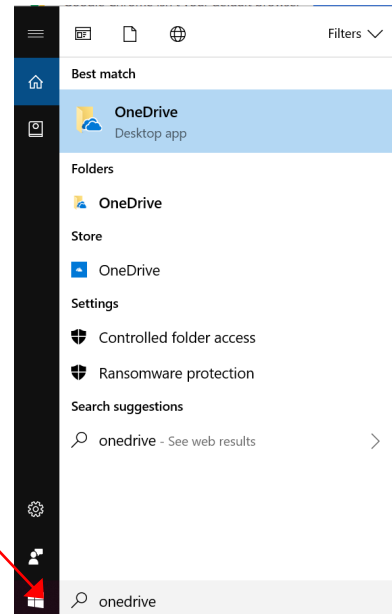 Filters
Best match
OneDrive
Desktop app
Folders
OneDrive
Store
OneDrive
Settings
Controlled folder access
Ransomware protection
Search suggestions
onedrive - See web results
onedrive